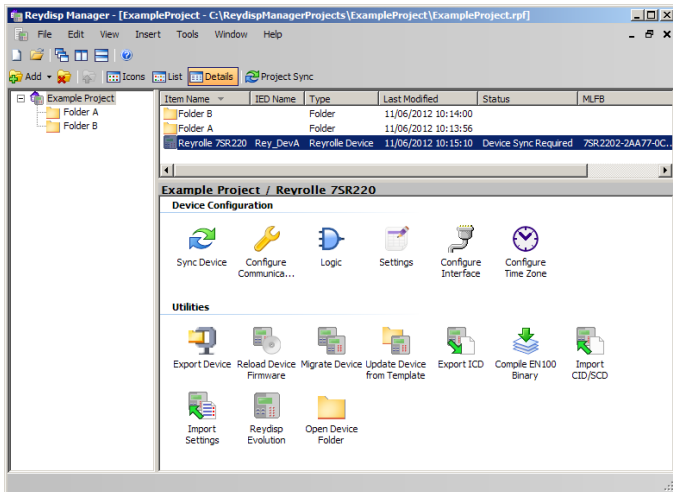 Reydisp Manager - [ExampleProject - C:\ReydispManagerProjects\ExampleProject\ExampleProject.rpf]
File Edit View Insert Tools Window Help
Add Icons List Details Project Sync
Example Project
Folder A
Folder B
Item Name IED Name Type Last Modified Status MLFB
Folder B Folder 11/06/2012 10:14:00
Folder A Folder 11/06/2012 10:13:56
Reyrolle 7SR220 Rey_DevA Reyrolle Device 11/06/2012 10:15:10 Device Sync Required 7SR2202-2AA77-0C...
Example Project / Reyrolle 7SR220
Device Configuration
Sync Device Configure Communica... Logic Settings Configure Interface Configure Time Zone
Utilities
Export Device Reload Device Firmware Migrate Device Update Device from Template Export ICD Compile EN100 Binary Import CID/SCD
Import Settings Reydisp Evolution Open Device Folder